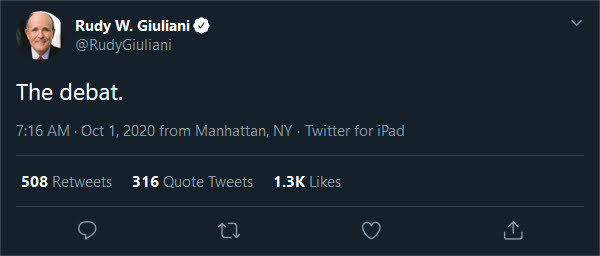 Rudy W. Giuliani
@RudyGiuliani
The debat.
7:16 AM · Oct 1, 2020 from Manhattan, NY · Twitter for iPad
508 Retweets 316 Quote Tweets 1.3K Likes